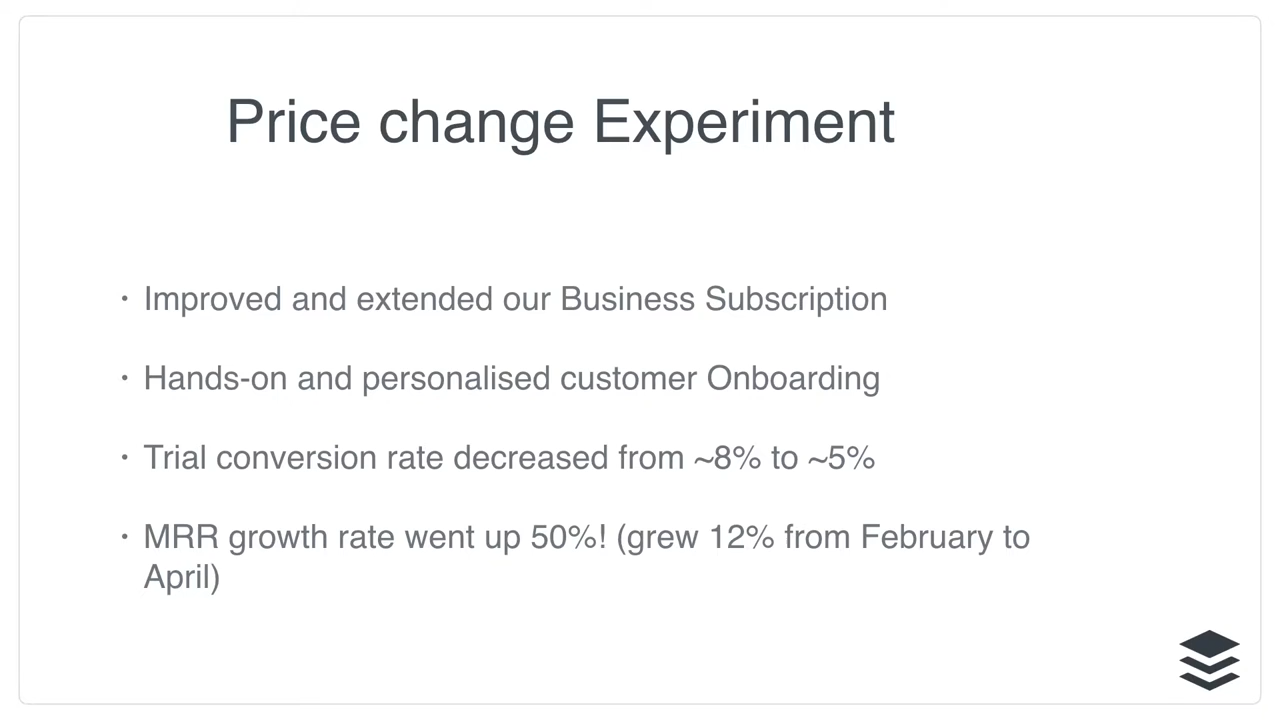 Price change Experiment
• Improved and extended our Business Subscription
• Hands-on and personalised customer Onboarding
• Trial conversion rate decreased from ~8% to ~5%
• MRR growth rate went up 50%! (grew 12% from February to
April)